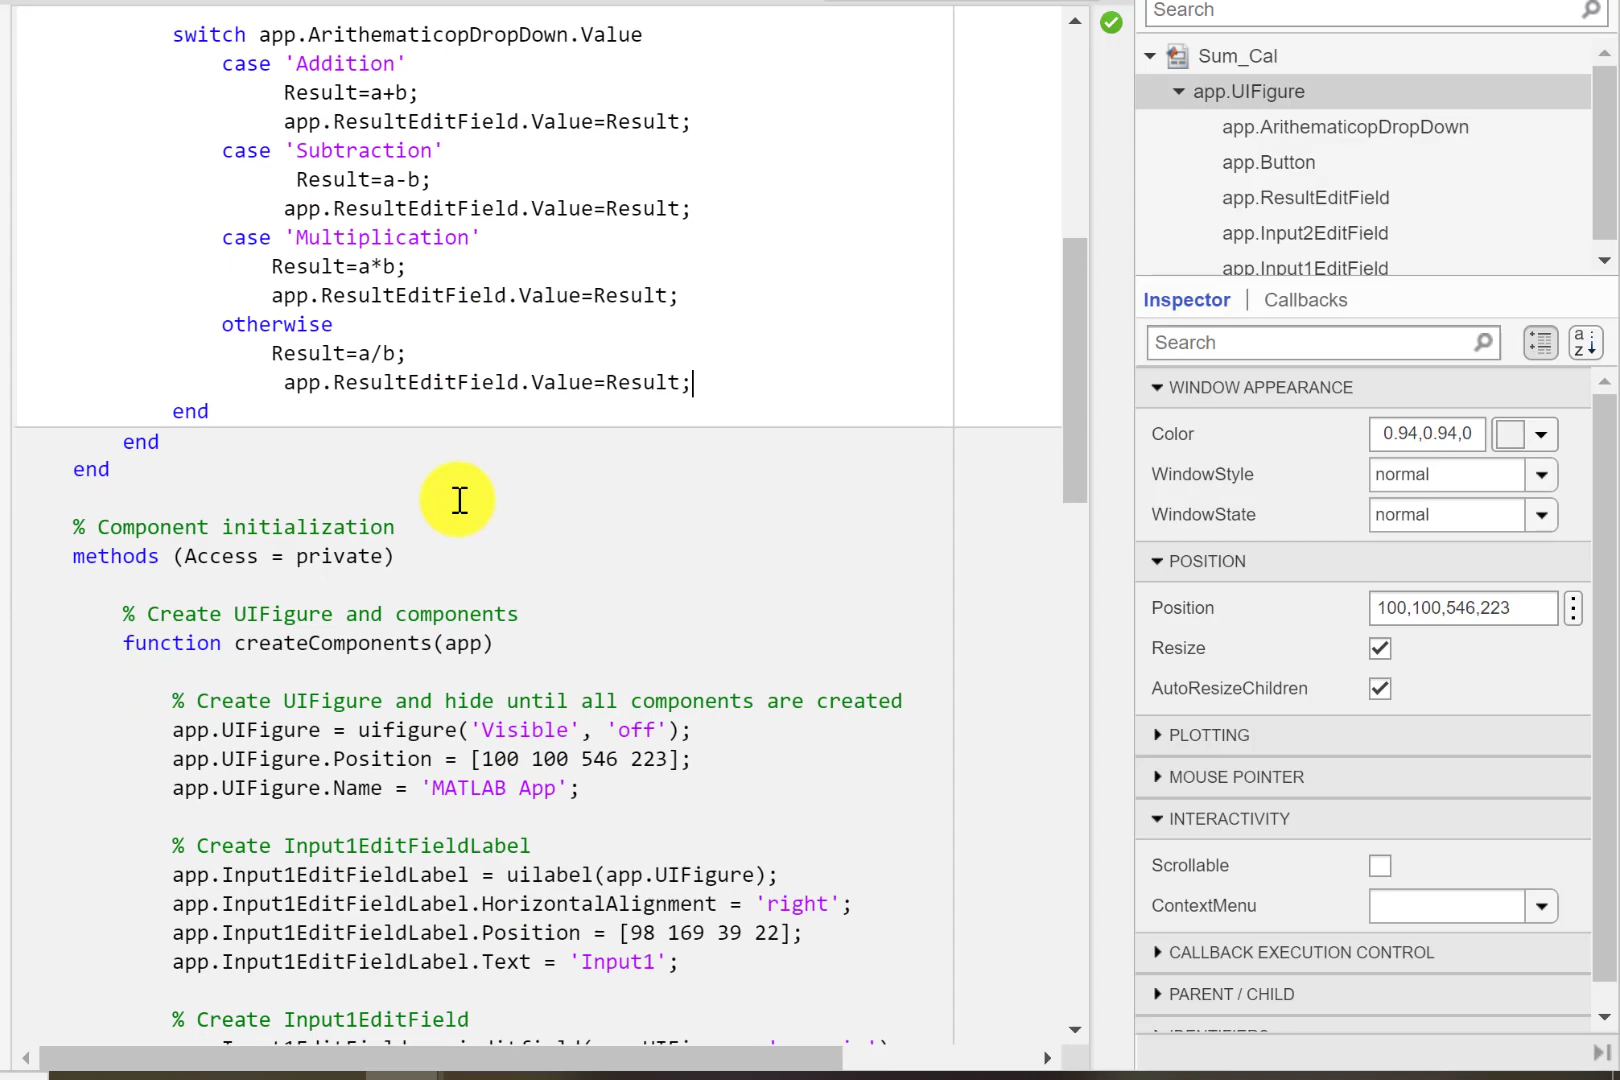 switch app.ArithematicopDropDown.Value
case 'Addition'
Result=a+b;
app.ResultEditField.Value=Result;
case 'Subtraction'
Result=a-b;
app.ResultEditField.Value=Result;
case 'Multiplication'
Result=a*b;
app.ResultEditField.Value=Result;
otherwise
Result=a/b;
app.ResultEditField.Value=Result;
end
end
end
% Component initialization
methods (Access = private)
% Create UIFigure and components
function createComponents(app)
% Create UIFigure and hide until all components are created
app.UIFigure = uifigure('Visible', 'off');
app.UIFigure.Position = [100 100 546 223];
app.UIFigure.Name = 'MATLAB App';
% Create Input1EditFieldLabel
app.Input1EditFieldLabel = uilabel(app.UIFigure);
app.Input1EditFieldLabel.HorizontalAlignment = 'right';
app.Input1EditFieldLabel.Position = [98 169 39 22];
app.Input1EditFieldLabel.Text = 'Input1';
% Create Input1EditField
Search
Sum_Cal
app.UIFigure
app.ArithematicopDropDown
app.Button
app.ResultEditField
app.Input2EditField
app.Input1EditField
Inspector | Callbacks
Search
WINDOW APPEARANCE
Color 0.94,0.94,0
WindowStyle normal
WindowState normal
POSITION
Position 100,100,546,223
Resize
AutoResizeChildren
PLOTTING
MOUSE POINTER
INTERACTIVITY
Scrollable
ContextMenu
CALLBACK EXECUTION CONTROL
PARENT / CHILD